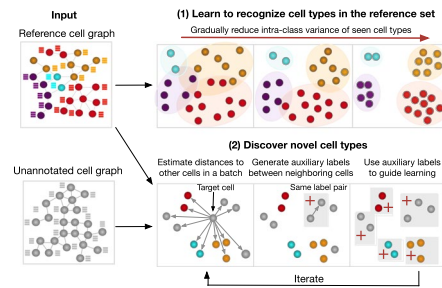 Input
Reference cell graph
(1) Learn to recognize cell types in the reference set
Gradually reduce intra-class variance of seen cell types
Unannotated cell graph
(2) Discover novel cell types
Estimate distances to
other cells in a batch
Target cell
Generate auxiliary labels
between neighboring cells
Same label pair
Use auxiliary labels
to guide learning
Iterate